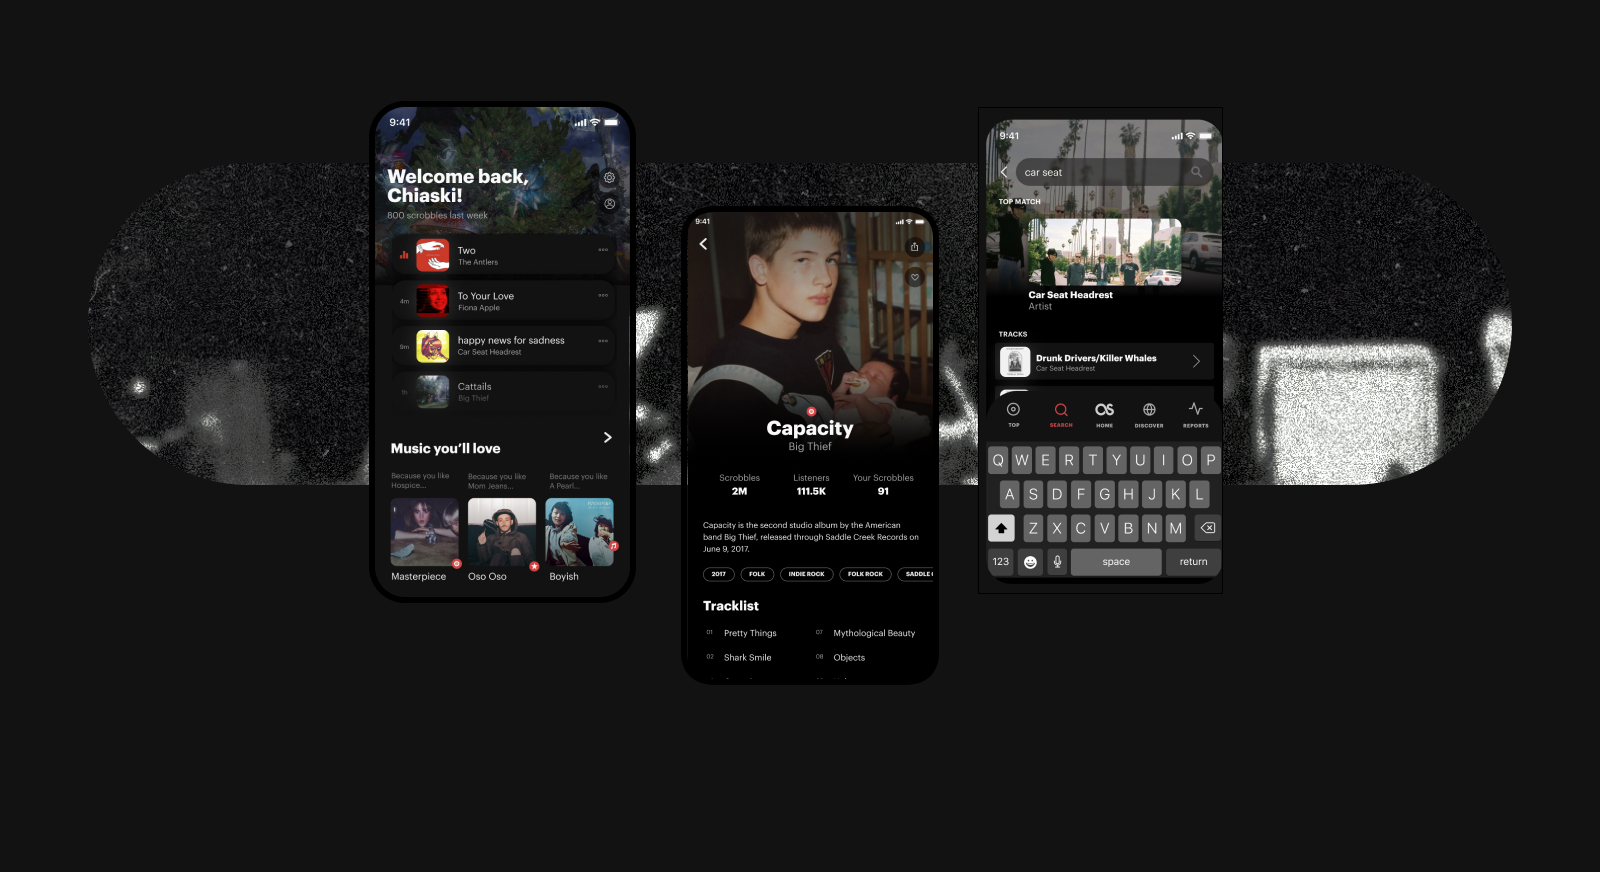 9:41
Welcome back,
Chiaski!
800 scrobbles last week
Two
The Antlers
4m
To Your Love
Fiona Apple
9m
happy news for sadness
Car Seat Headrest
1h
Cattails
Big Thief
Music you'll love
Because you like
Hospice...
Because you like
Mom Jeans...
Because you like
A Pearl...
Masterpiece
Oso Oso
Boyish
9:41
Capacity
Big Thief
Scrobbles
2M
Listeners
111.5K
Your Scrobbles
91
Capacity is the second studio album by the American
band Big Thief, released through Saddle Creek Records on
June 9, 2017.
2017
FOLK
INDIE ROCK
FOLK ROCK
SADDLE
Tracklist
01 Pretty Things
07 Mythological Beauty
02 Shark Smile
08 Objects
9:41
car seat
TOP MATCH
Car Seat Headrest
Artist
TRACKS
Drunk Drivers/Killer Whales
Car Seat Headrest
TOP
SEARCH
HOME
DISCOVER
REPORTS
Q W E R T Y U I O P
A S D F G H J K L
Z X C V B N M
123
space
return